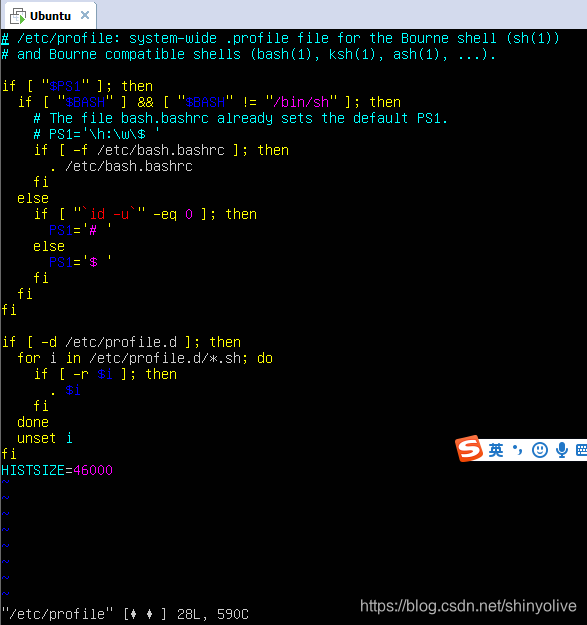 Ubuntu
# /etc/profile: system-wide .profile file for the Bourne shell (sh(1))
# and Bourne compatible shells (bash(1), ksh(1), ash(1), ...).
if [ "$PS1" ]; then
  if [ "$BASH" ] && [ "$BASH" != "/bin/sh" ]; then
    # The file bash.bashrc already sets the default PS1.
    # PS1='\h:\w\$ '
    if [ -f /etc/bash.bashrc ]; then
      . /etc/bash.bashrc
    fi
  else
    if [ "`id -u`" -eq 0 ]; then
      PS1='# '
    else
      PS1='$ '
    fi
  fi
fi
if [ -d /etc/profile.d ]; then
  for i in /etc/profile.d/*.sh; do
    if [ -r $i ]; then
      . $i
    fi
  done
  unset i
fi
HISTSIZE=46000
~
~
~
~
~
~
~
~
"/etc/profile" [♦ ♦ ] 28L, 590C
S 英
https://blog.csdn.net/shinyolive